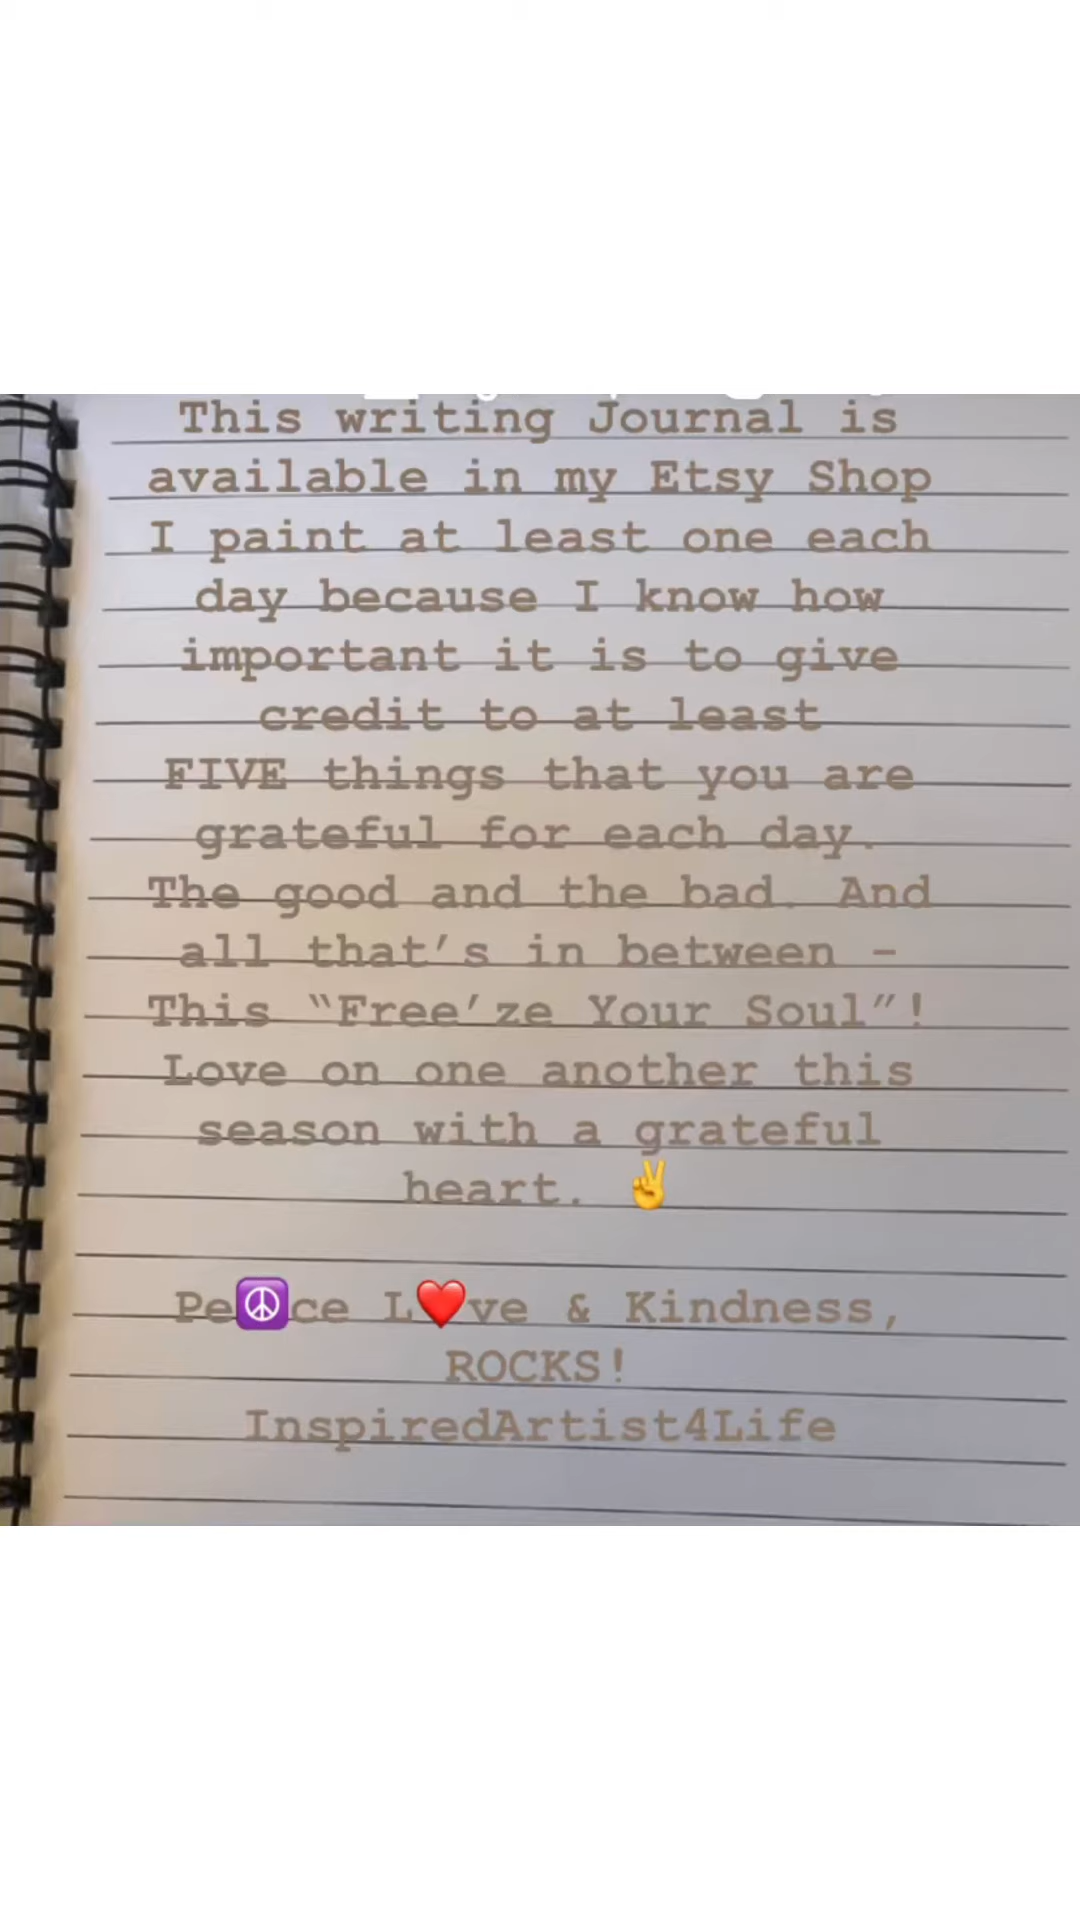 This writing Journal is
available in my Etsy Shop
I paint at least one each
day because I know how
important it is to give
credit to at least
FIVE things that you are
grateful for each day.
The good and the bad. And
all that's in between -
This “Free'ze Your Soul”!
Love on one another this
season with a grateful
heart. ✌️
Pe☮️ce L❤️ve & Kindness,
ROCKS!
InspiredArtist4Life